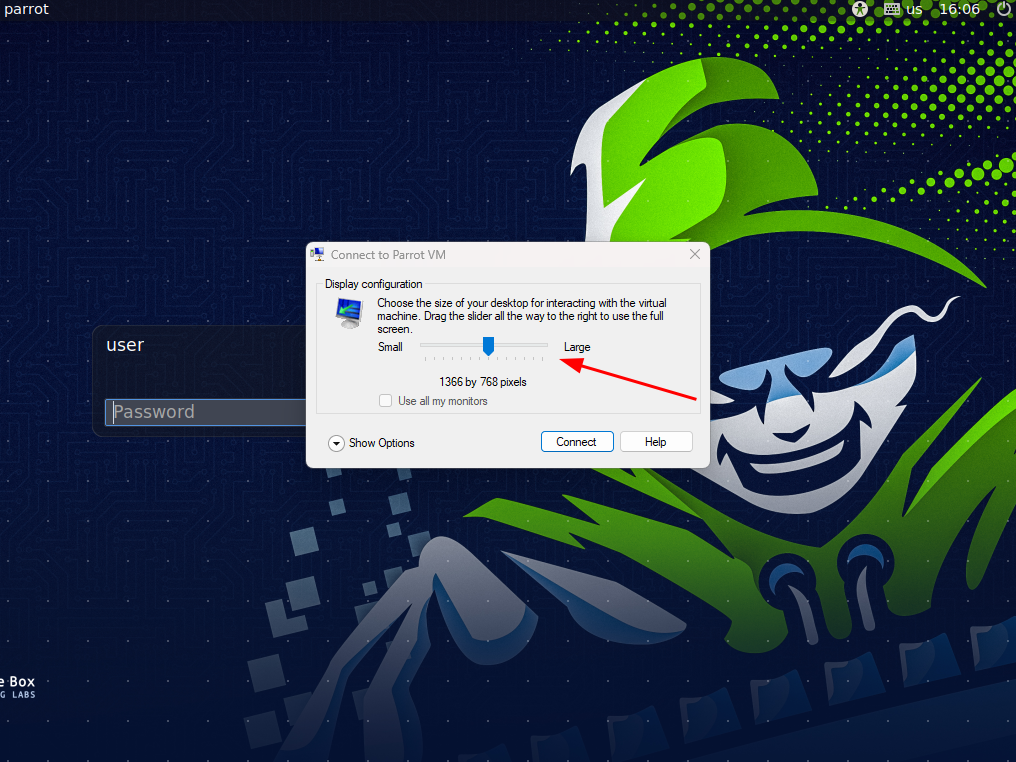 parrot
us 16:06
Connect to Parrot VM
Display configuration
Choose the size of your desktop for interacting with the virtual
machine. Drag the slider all the way to the right to use the full
screen.
Small Large
1366 by 768 pixels
Use all my monitors
Show Options
Connect
Help
user
Password
e Box
G LABS